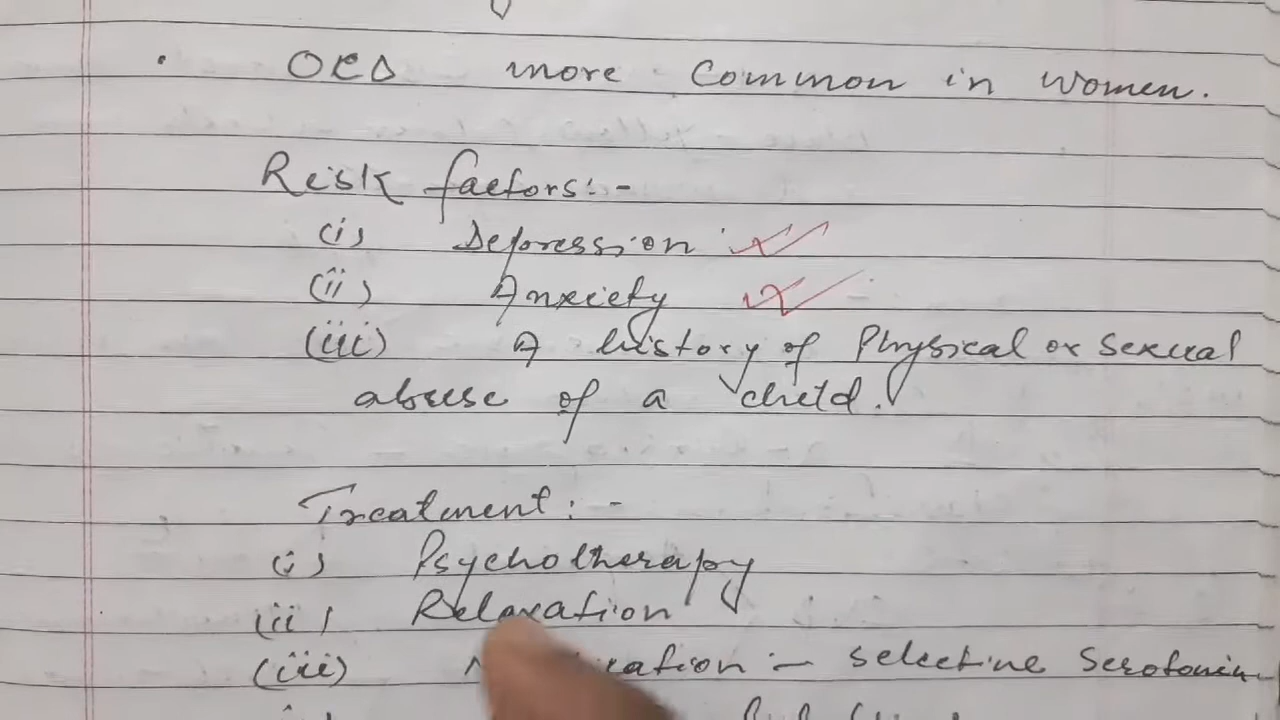 OCD more Common in Women.
Risk factors:-
(i) Depression
(ii) Anxiety
(iii) A history of Physical or Sexual
abuse of a child.
Treatment:-
(i) Psychotherapy
(ii) Relaxation
(iii) - Selective Serotonin